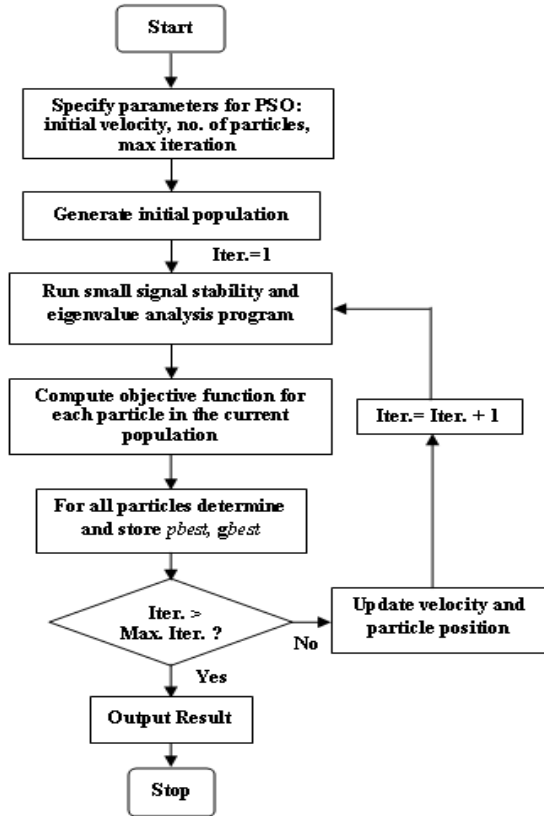 Start
Specify parameters for PSO:
initial velocity, no. of particles,
max iteration
Generate initial population
Iter.=1
Run small signal stability and
eigenvalue analysis program
Compute objective function for
each particle in the current
population
Iter.= Iter. + 1
For all particles determine
and store pbest, gbest
Iter. >
Max. Iter. ?
No
Update velocity and
particle position
Yes
Output Result
Stop